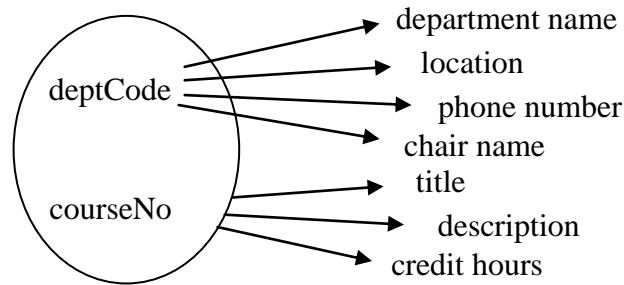 department name
location
deptCode
phone number
chair name
title
courseNo
description
credit hours